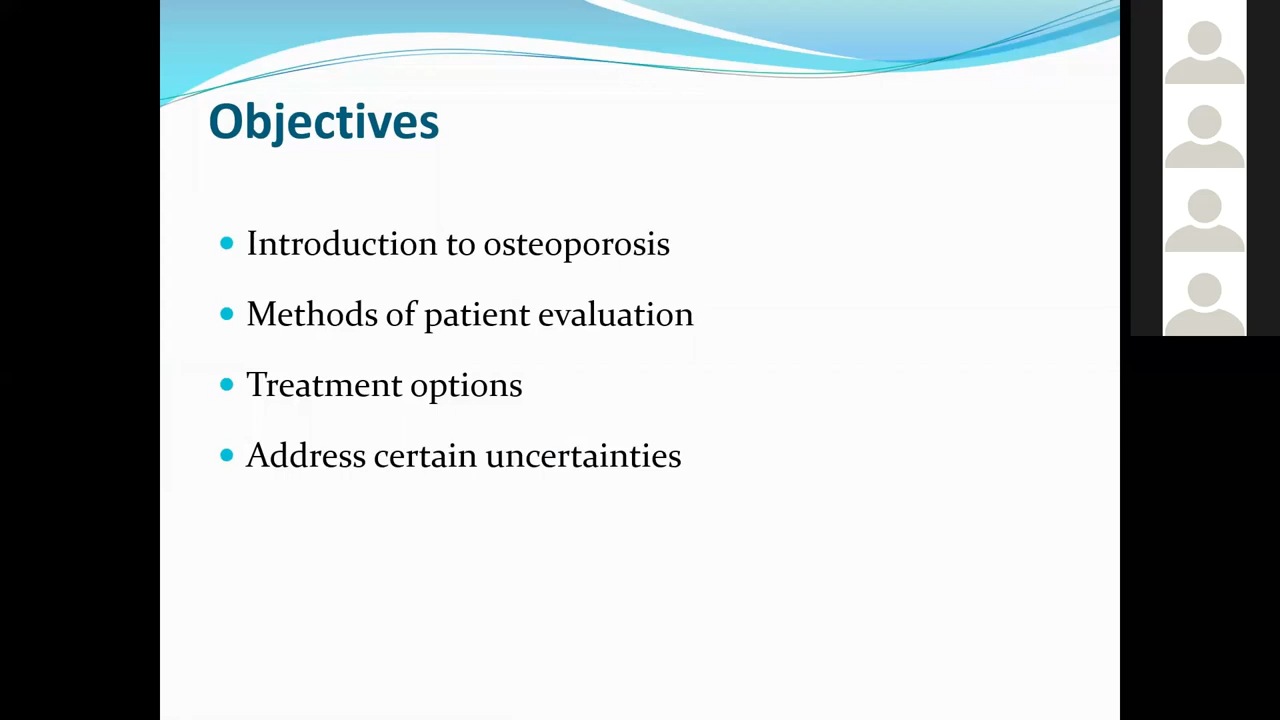 Objectives
Introduction to osteoporosis
Methods of patient evaluation
Treatment options
Address certain uncertainties